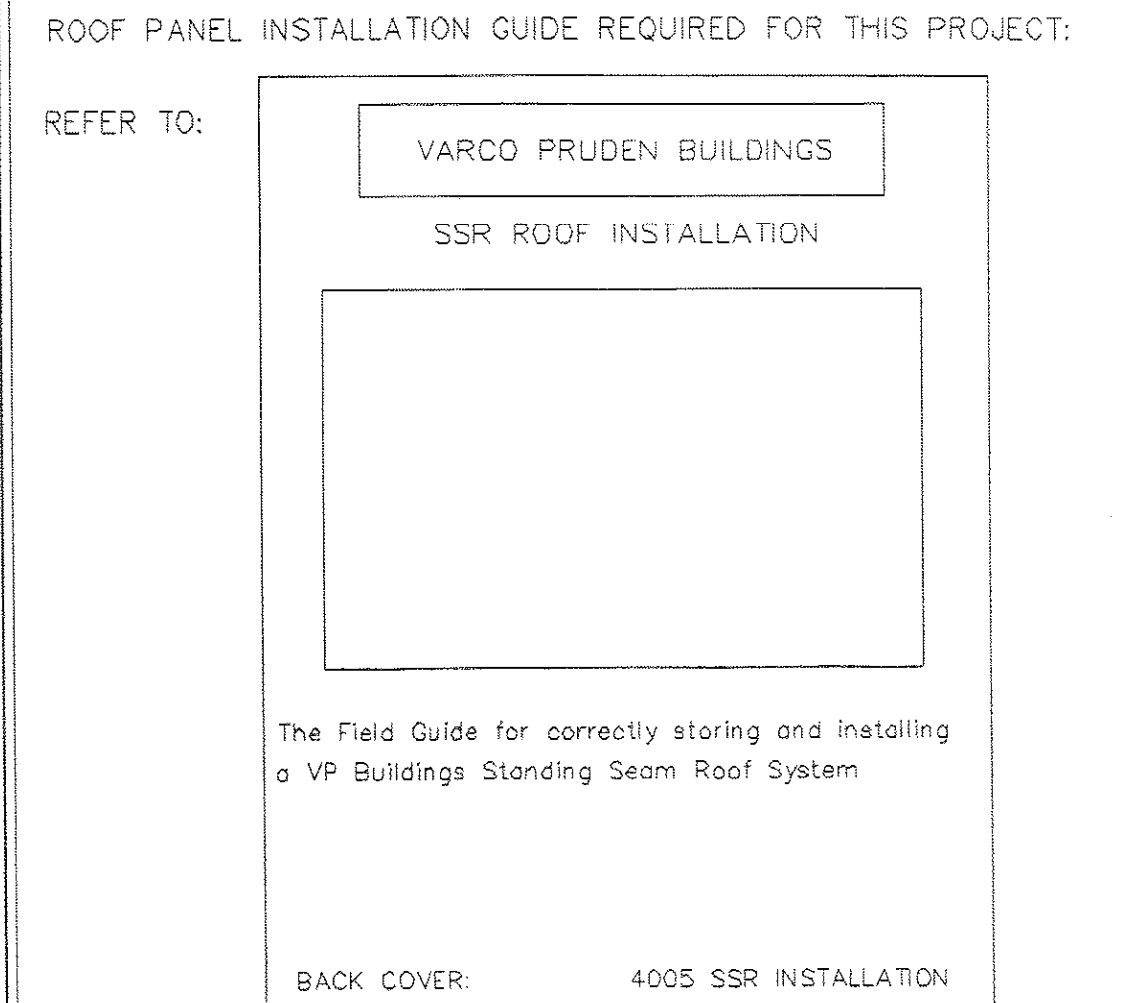 ROOF PANEL INSTALLATION GUIDE REQUIRED FOR THIS PROJECT:
REFER TO:
VARCO PRUDEN BUILDINGS
SSR ROOF INSTALLATION
The Field Guide for correctly storing and installing
a VP Buildings Standing Seam Roof System
BACK COVER: 4005 SSR INSTALLATION